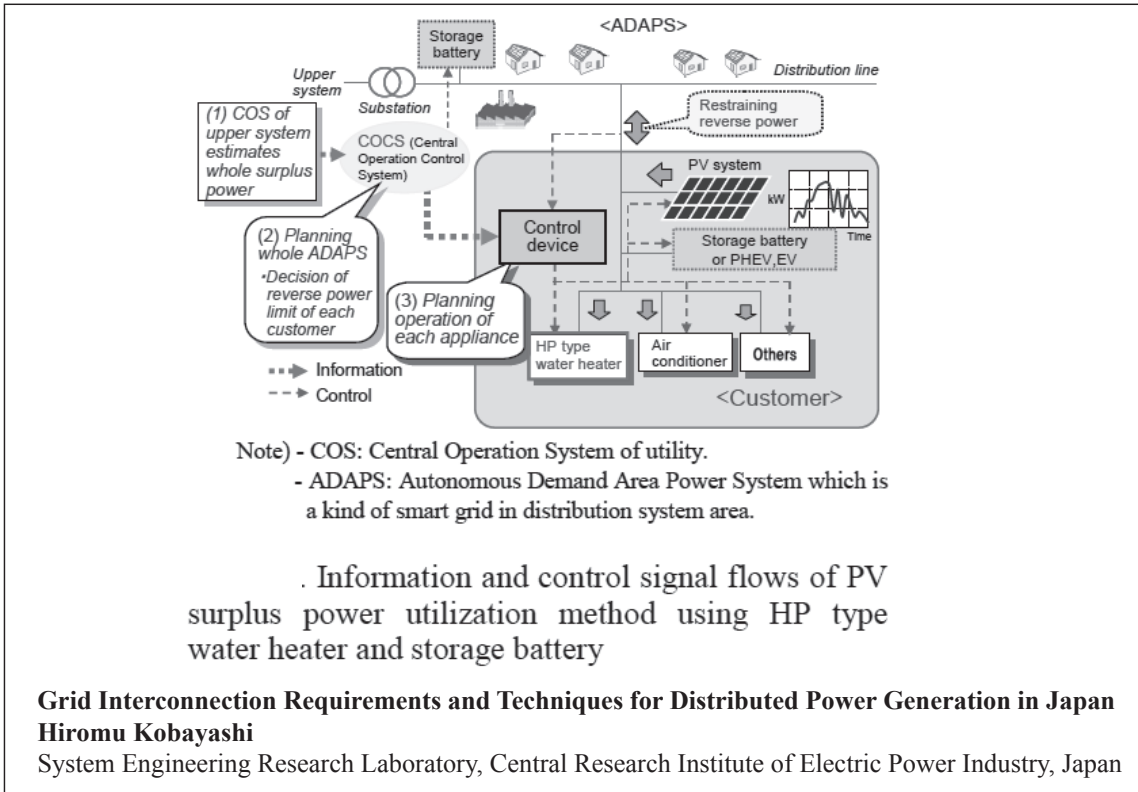 <ADAPS>
Storage
battery
Upper
system
Substation
Distribution line
(1) COS of
upper system
estimates
whole surplus
power
COCS (Central
Operation Control
System)
Restraining
reverse power
PV system
kW
Time
(2) Planning
whole ADAPS
•Decision of
reverse power
limit of each
customer
Control
device
Storage battery
or PHEV,EV
(3) Planning
operation of
each appliance
HP type
water heater
Air
conditioner
Others
Information
Control
<Customer>
Note) - COS: Central Operation System of utility.
- ADAPS: Autonomous Demand Area Power System which is
a kind of smart grid in distribution system area.
. Information and control signal flows of PV
surplus power utilization method using HP type
water heater and storage battery
Grid Interconnection Requirements and Techniques for Distributed Power Generation in Japan
Hiromu Kobayashi
System Engineering Research Laboratory, Central Research Institute of Electric Power Industry, Japan